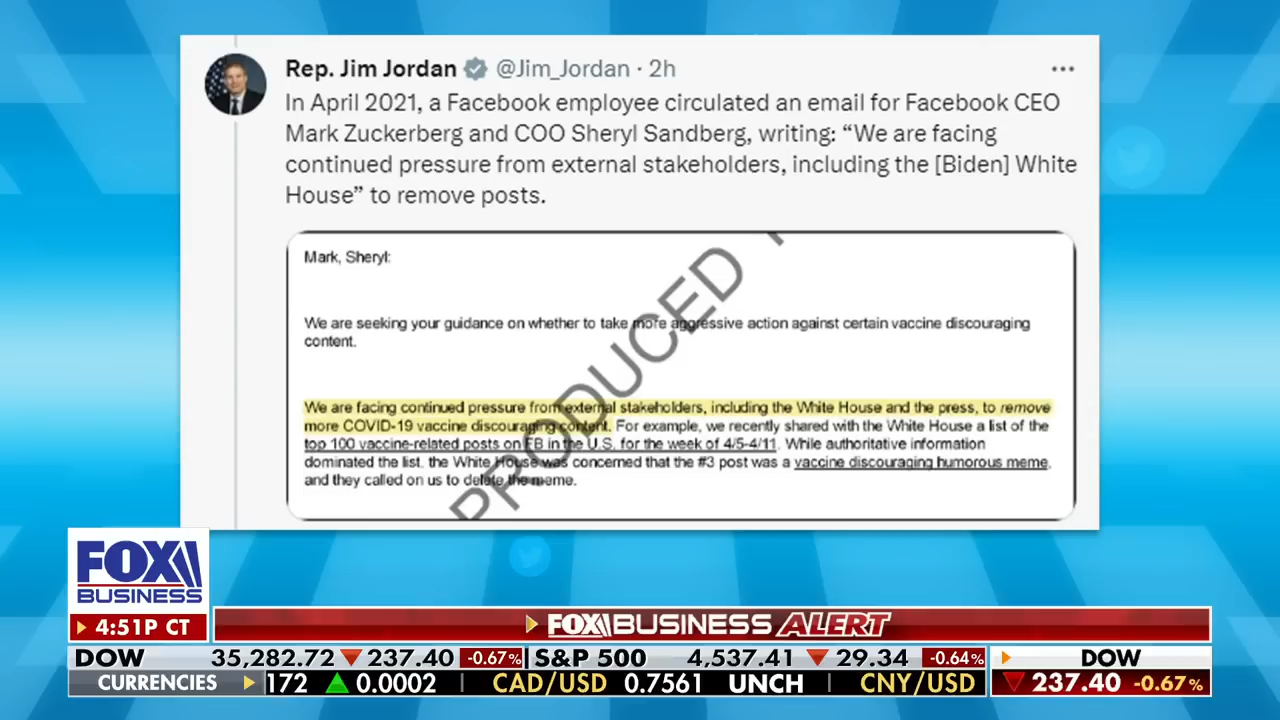 Rep. Jim Jordan @Jim_Jordan · 2h
In April 2021, a Facebook employee circulated an email for Facebook CEO
Mark Zuckerberg and COO Sheryl Sandberg, writing: “We are facing
continued pressure from external stakeholders, including the [Biden] White
House” to remove posts.
Mark, Sheryl:
We are seeking your guidance on whether to take more aggressive action against certain vaccine discouraging
content.
We are facing continued pressure from external stakeholders, including the White House and the press, to remove
more COVID-19 vaccine discouraging content. For example, we recently shared with the White House a list of the
top 100 vaccine-related posts on FB in the U.S. for the week of 4/5-4/11. While authoritative information
dominated the list, the White House was concerned that the #3 post was a vaccine discouraging humorous meme,
and they called on us to delete the meme.
PRODUCED
FOX
BUSINESS
4:51P CT
FOX BUSINESS ALERT
DOW 35,282.72 237.40 -0.67% S&P 500 4,537.41 29.34 -0.64% DOW
CURRENCIES 172 0.0002 CAD/USD 0.7561 UNCH CNY/USD 237.40 -0.67%